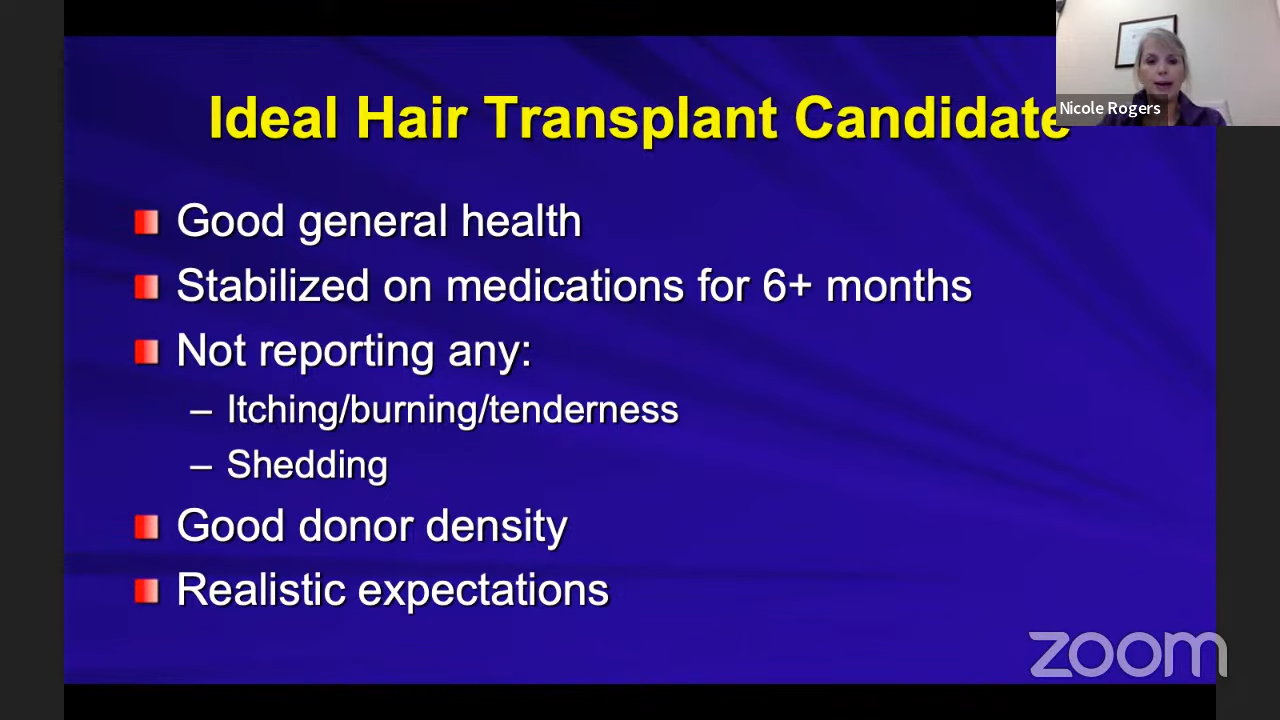 Ideal Hair Transplant Candidate
Nicole Rogers
Good general health
Stabilized on medications for 6+ months
Not reporting any:
– Itching/burning/tenderness
– Shedding
Good donor density
Realistic expectations
zoom